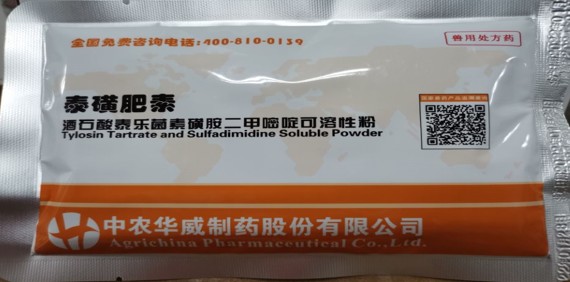 全国免费咨询电话:400-810-0139
兽用处方药
泰磺肥素
酒石酸泰乐菌素磺胺二甲嘧啶可溶性粉
Tylosin Tartrate and Sulfadimidine Soluble Powder
中农华威制药股份有限公司
Agrichina Pharmaceutical Co.,Ltd.